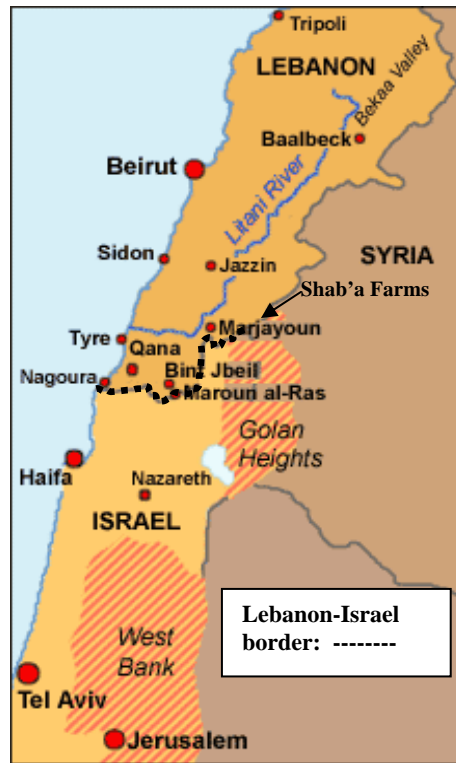 Tripoli
LEBANON
Bekaa Valley
Baalbeck
Beirut
Litani River
Sidon
Jazzin
SYRIA
Shab’a Farms
Marjayoun
Tyre
Qana
Bint Jbeil
Nagoura
Maroun al-Ras
Golan
Heights
Haifa
Nazareth
ISRAEL
Lebanon-Israel
border: --------
West
Bank
Tel Aviv
Jerusalem